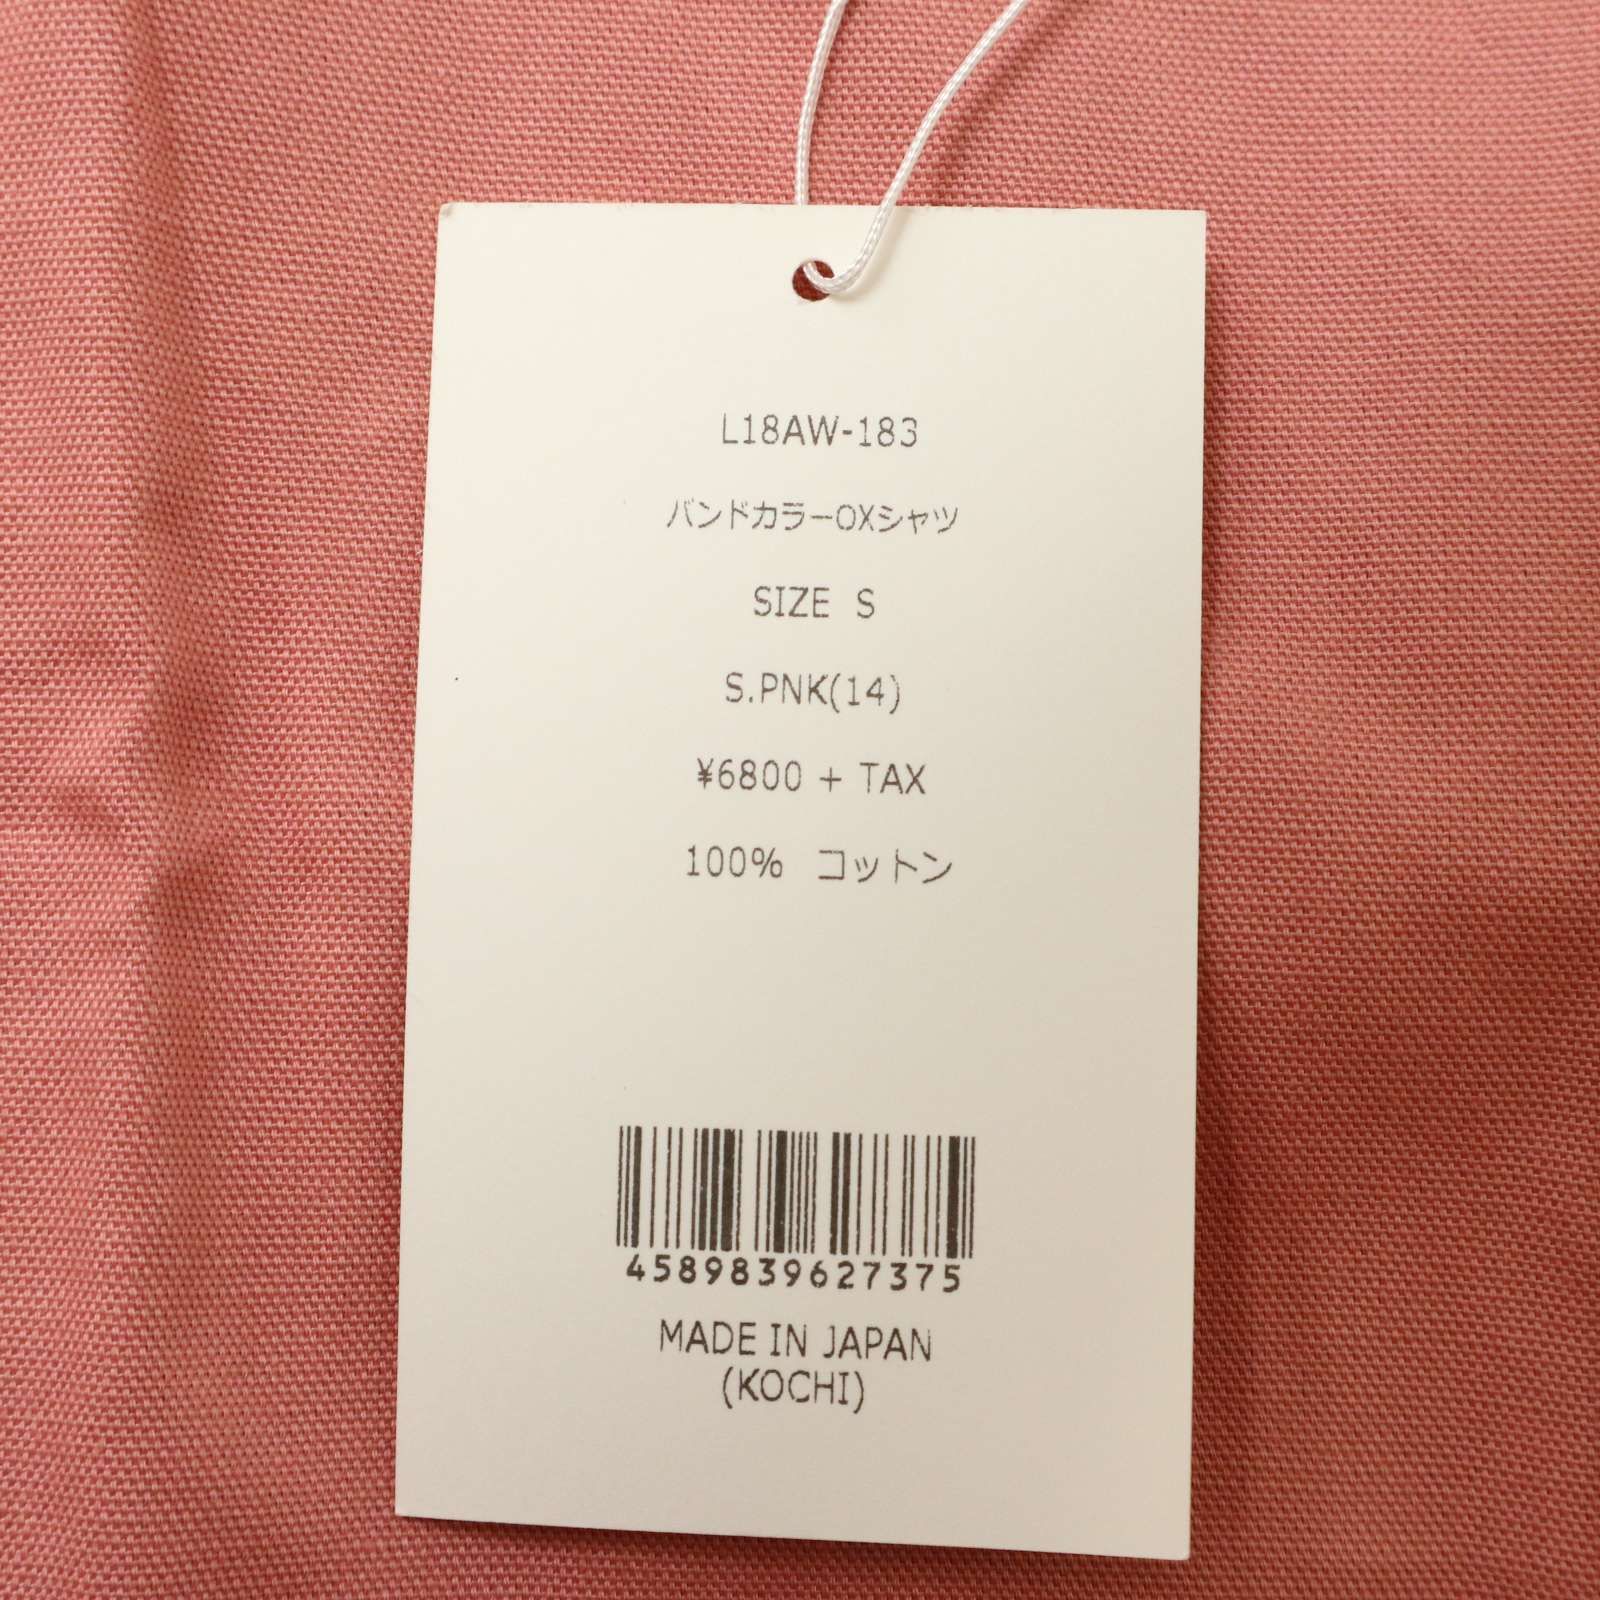 L18AW-183
バンドカラーOXシャツ
SIZE S
S.PNK(14)
¥6800 + TAX
100% コットン
4589839627375
MADE IN JAPAN
(KOCHI)